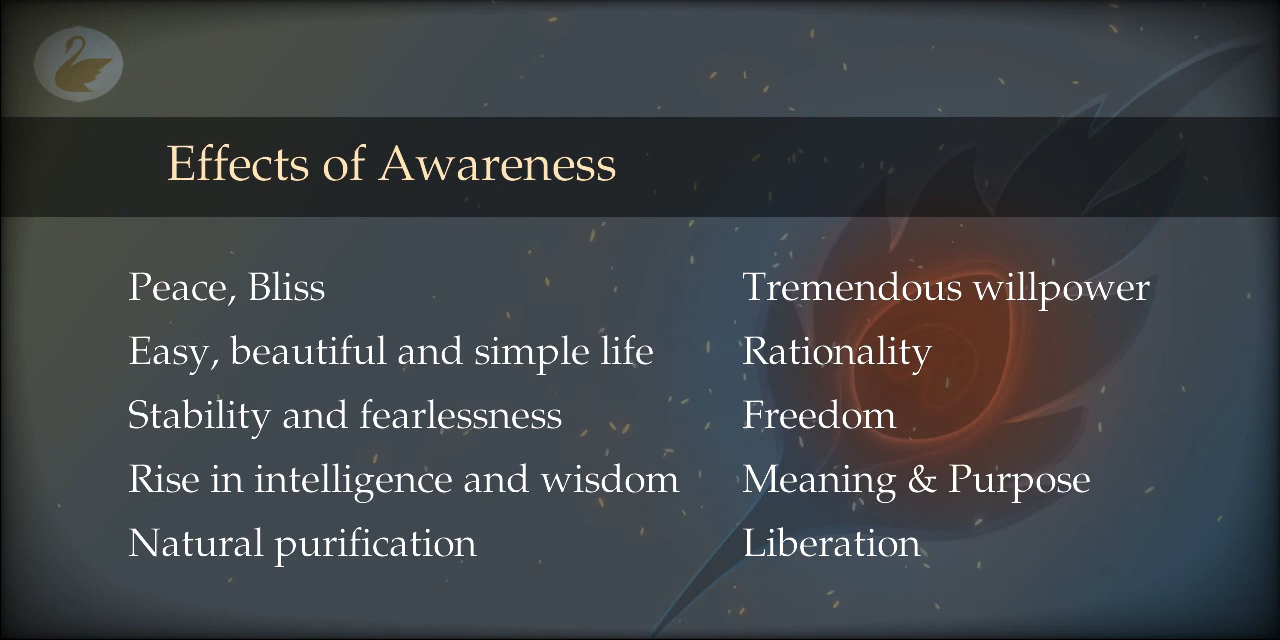 Effects of Awareness
Peace, Bliss
Easy, beautiful and simple life
Stability and fearlessness
Rise in intelligence and wisdom
Natural purification
Tremendous willpower
Rationality
Freedom
Meaning & Purpose
Liberation